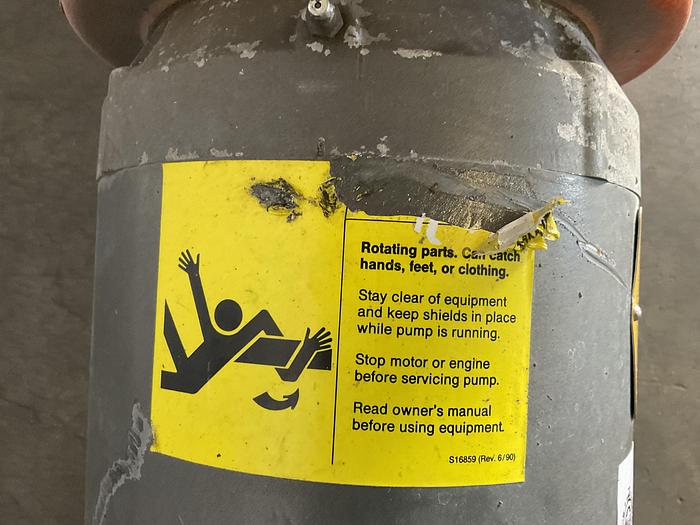 Rotating parts. Can catch
hands, feet, or clothing.
Stay clear of equipment
and keep shields in place
while pump is running.
Stop motor or engine
before servicing pump.
Read owner's manual
before using equipment.
S16859 (Rev. 6/90)